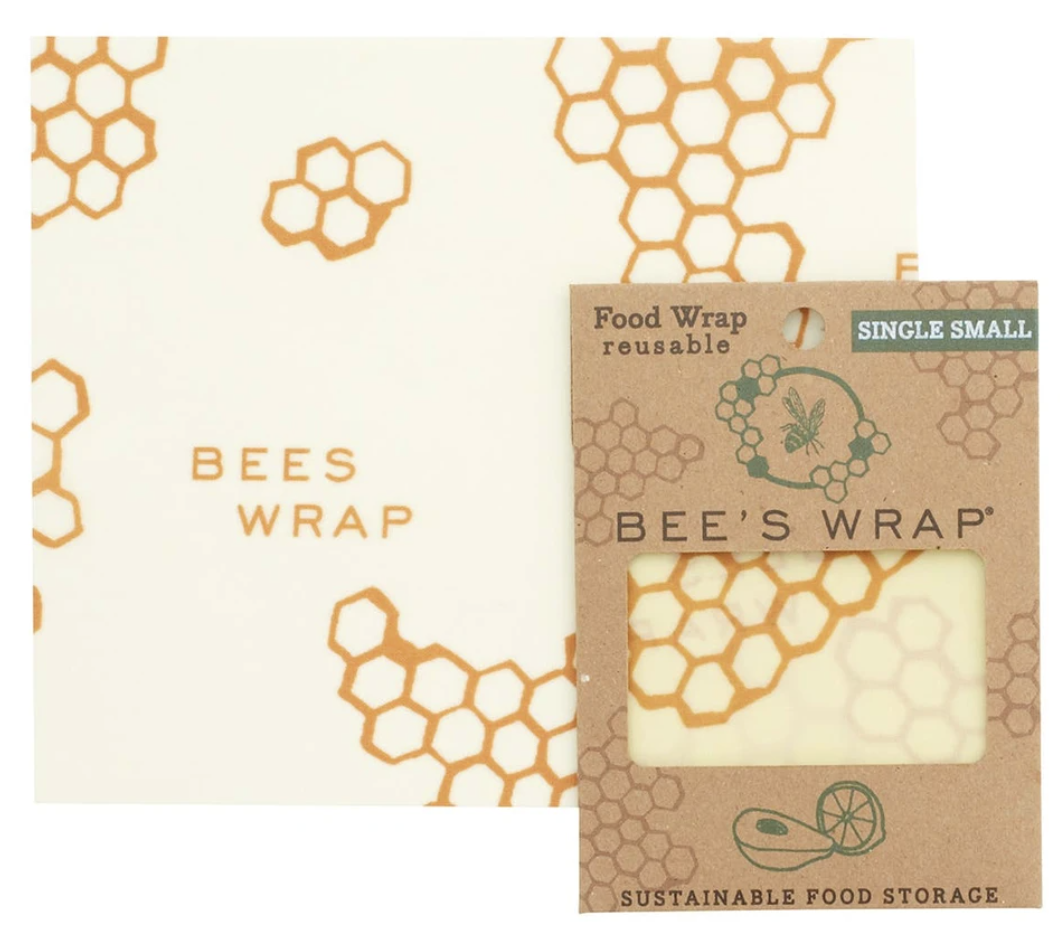 BEES
WRAP
Food Wrap
reusable
SINGLE SMALL
BEE'S WRAP®
SUSTAINABLE FOOD STORAGE